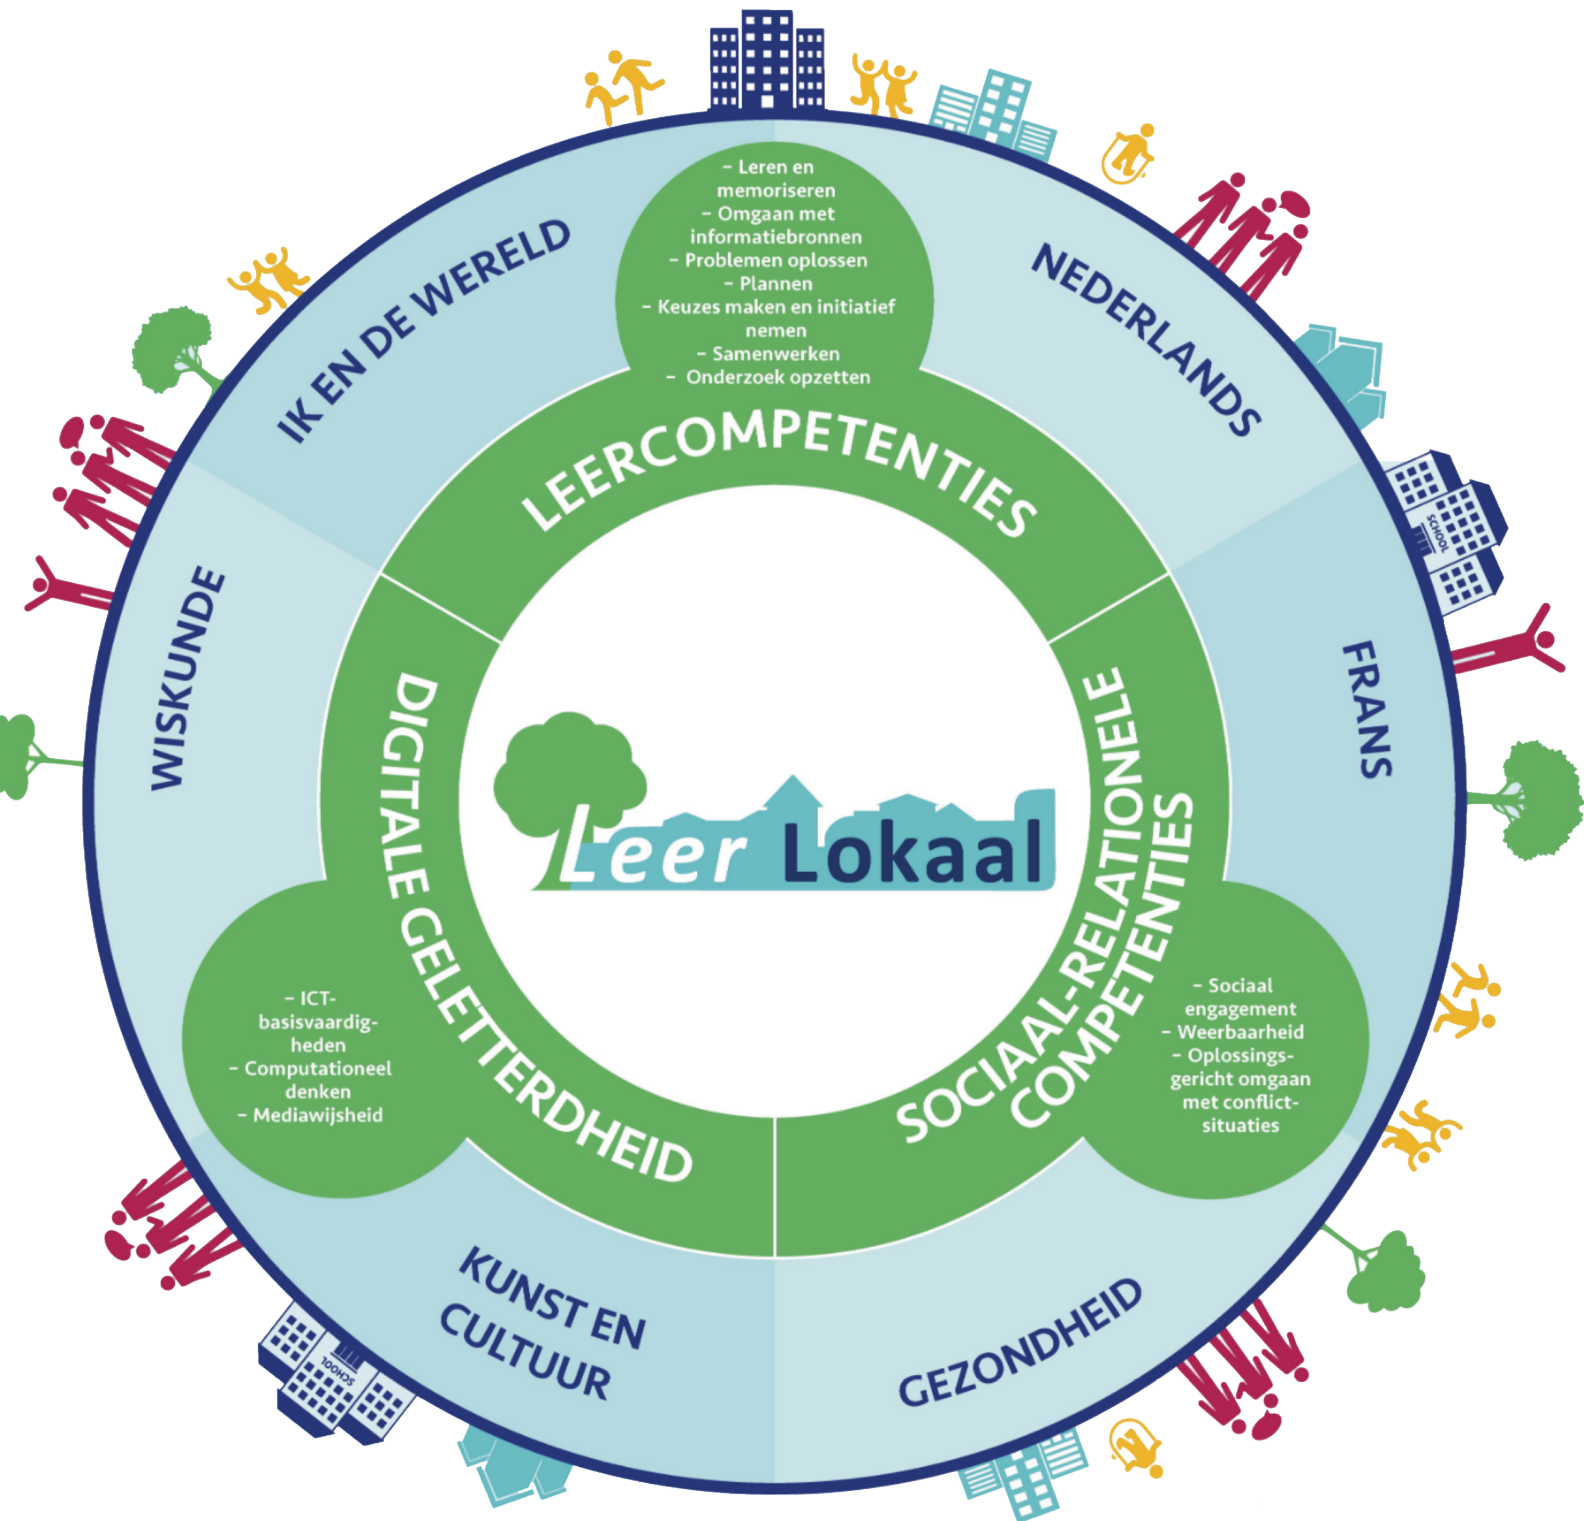 – Leren en
memoriseren
– Omgaan met
informatiebronnen
– Problemen oplossen
– Plannen
– Keuzes maken en initiatief
nemen
– Samenwerken
– Onderzoek opzetten
LEERCOMPETENTIES
IK EN DE WERELD
NEDERLANDS
SCHOOL
FRANS
WISKUNDE
DIGITALE GELETTERDHEID
SOCIAAL-RELATIONELE
COMPETENTIES
Leer Lokaal
– ICT-
basisvaardig-
heden
– Computationeel
denken
– Mediawijsheid
– Sociaal
engagement
– Weerbaarheid
– Oplossings-
gericht omgaan
met conflict-
situaties
KUNST EN
CULTUUR
GEZONDHEID
SCHOOL